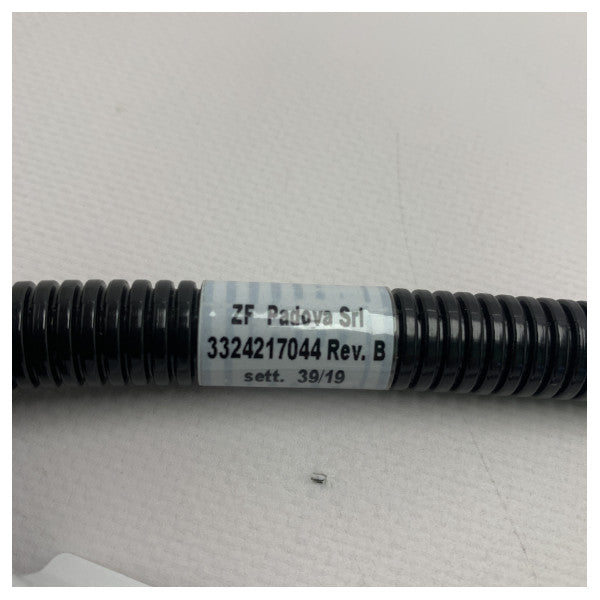 ZF Padova Srl
3324217044 Rev. B
sett. 39/19